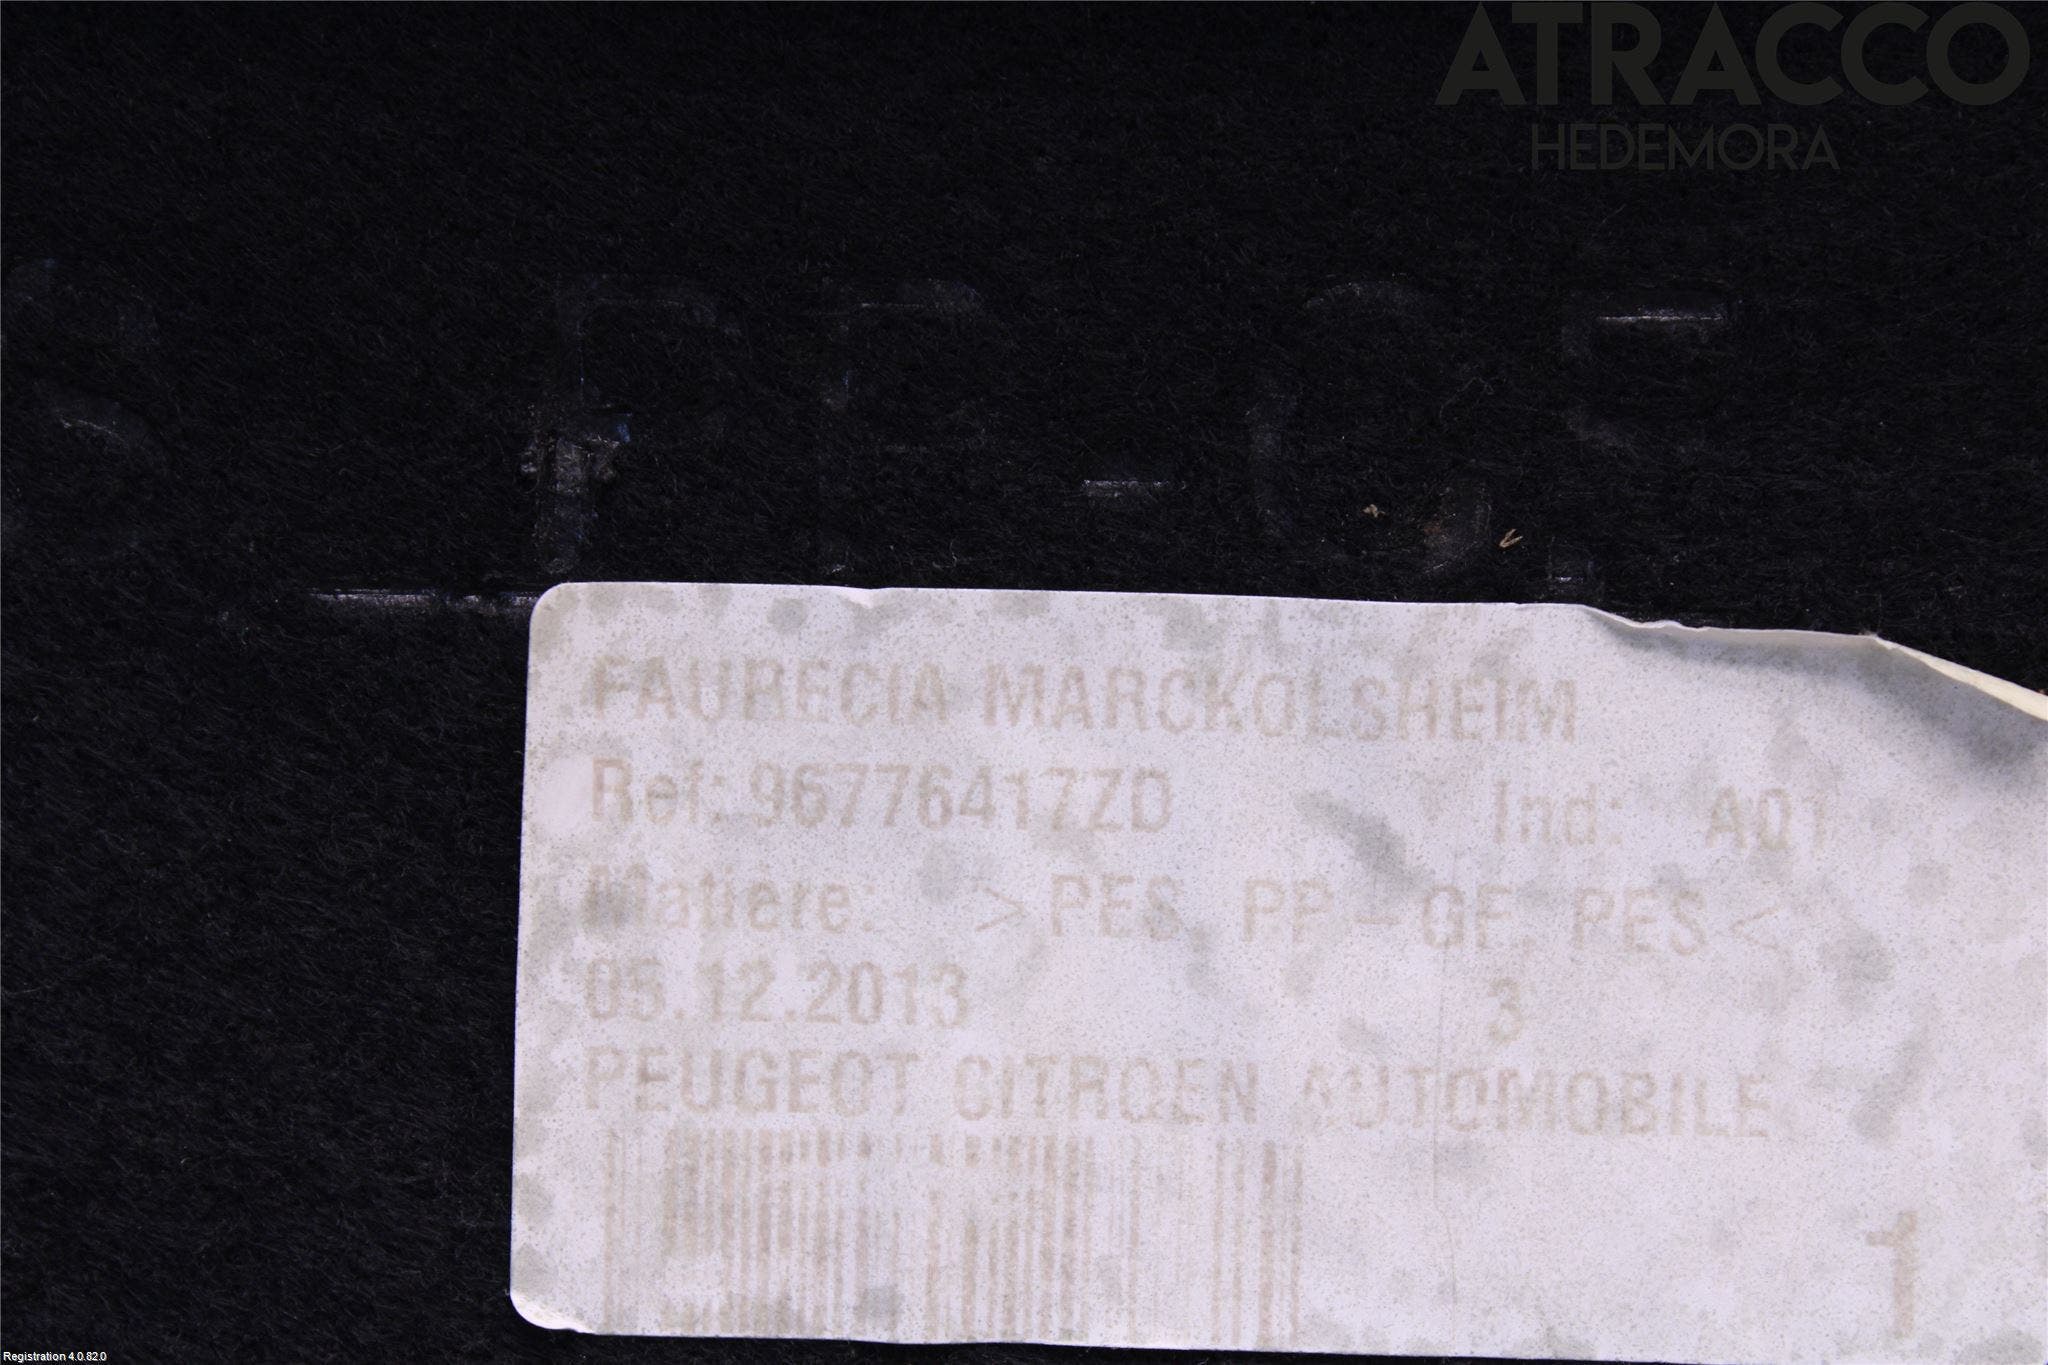 ATRACCO
HEDEMORA
FAURECIA MARCKOLSHEIM
Ref: 96776417ZD Ind: A01
Matiere: >PES, PP-GF, PES<
05.12.2013 3
PEUGEOT CITROEN AUTOMOBILE
1
Registration 4.0.82.0